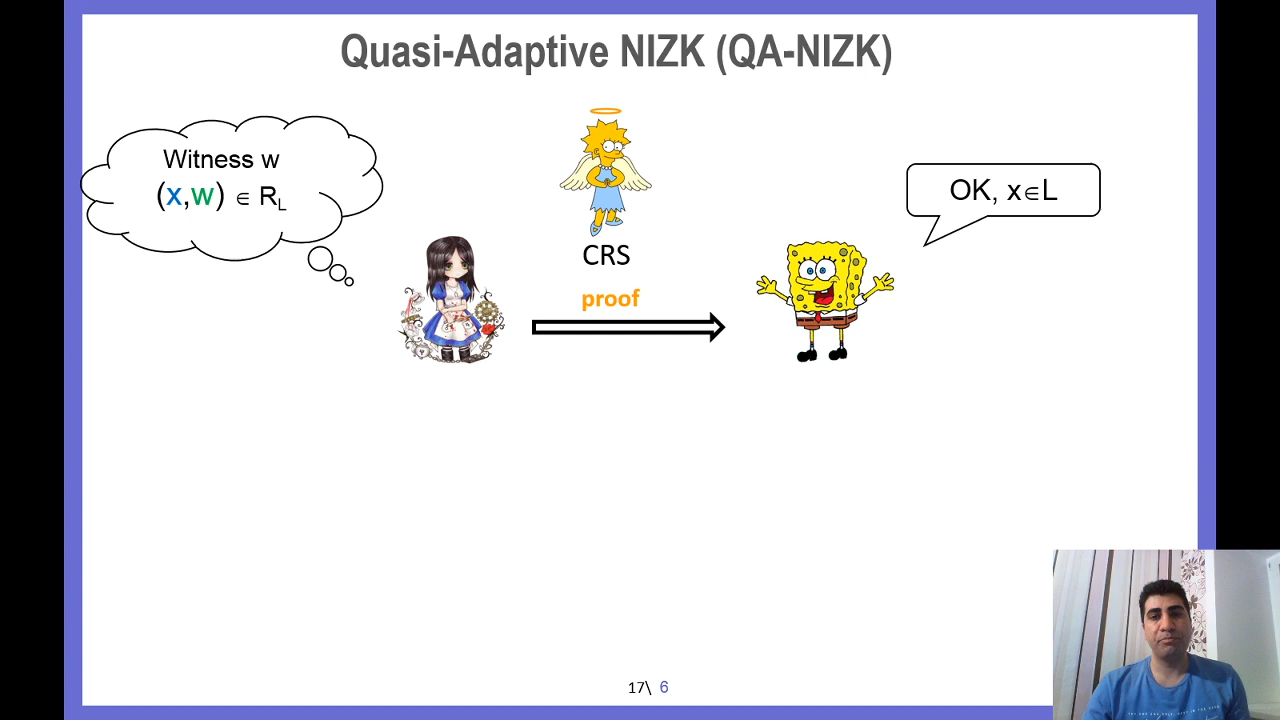 Quasi-Adaptive NIZK (QA-NIZK)
Witness w
(x,w) ∈ R_L
OK, x∈L
CRS
proof
17\ 6